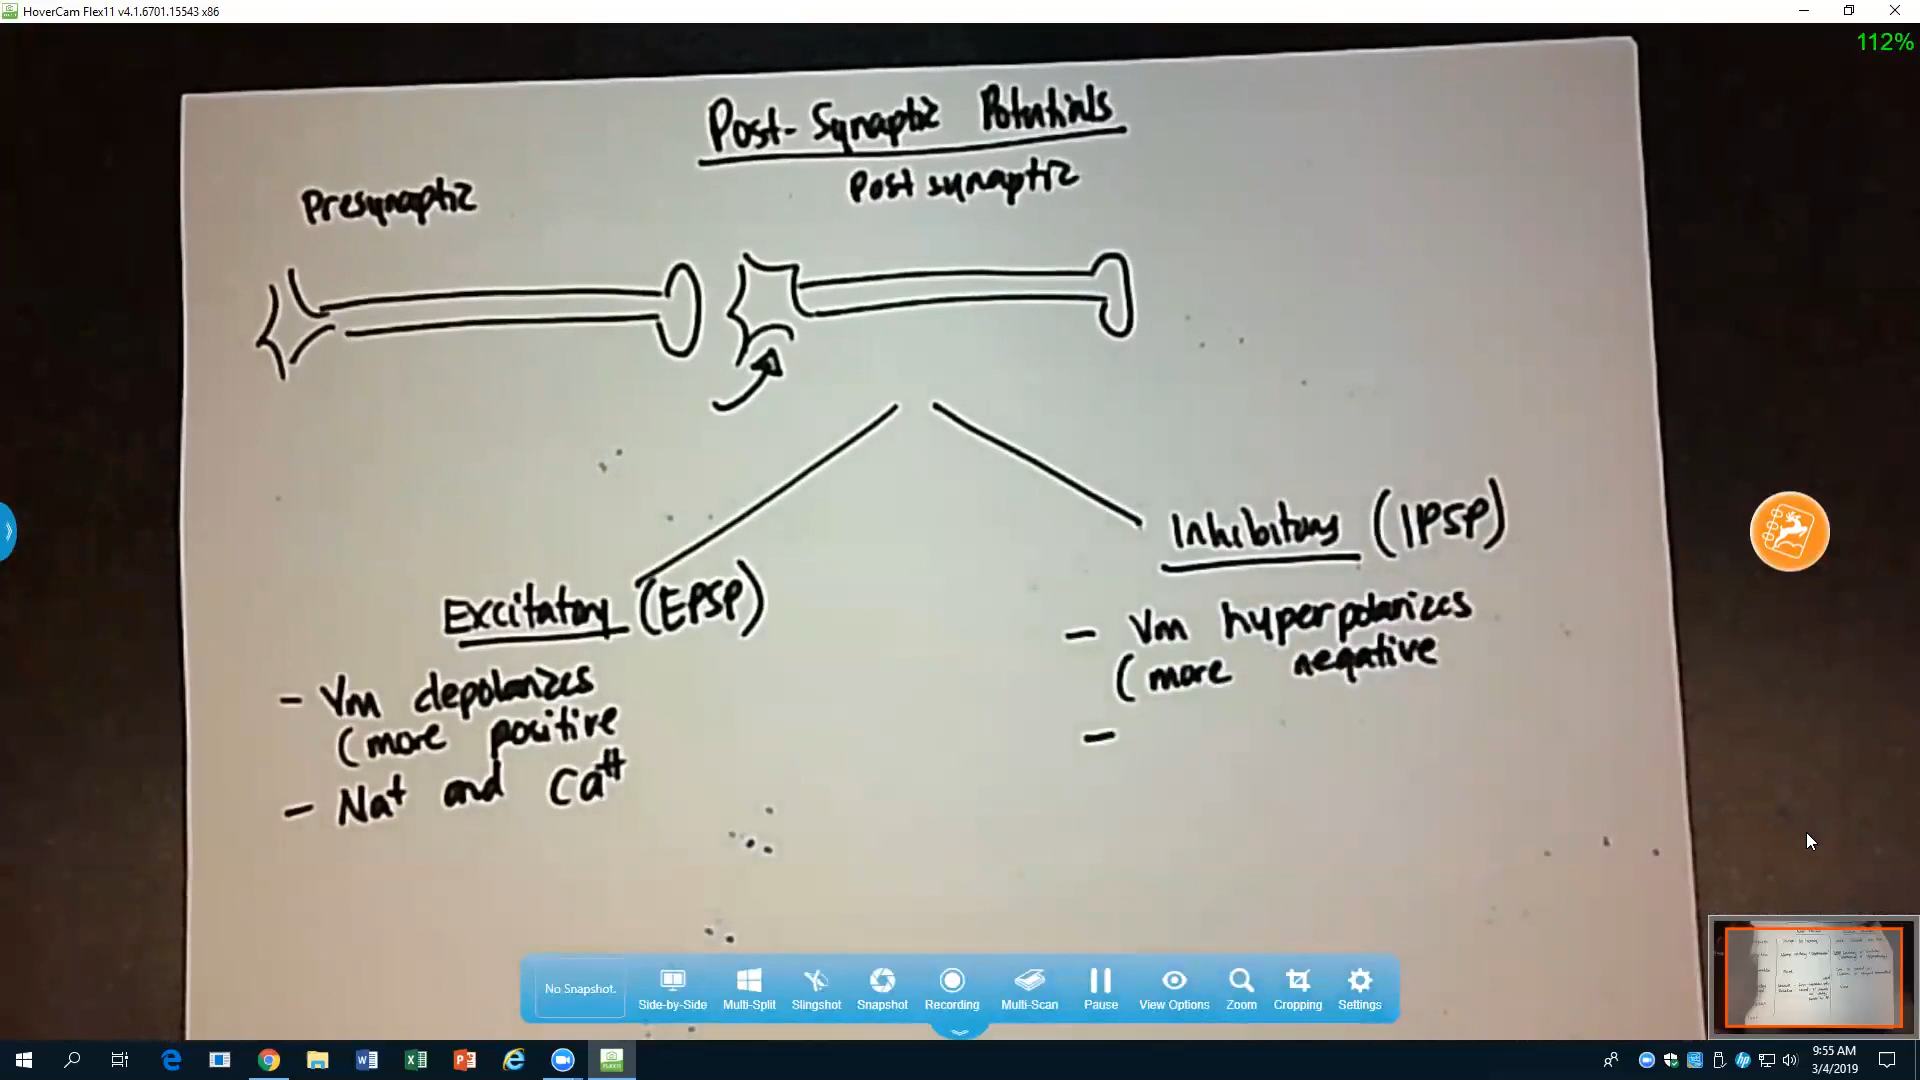 HoverCam Flex11 v4.1.6701.15543 x86
112%
Post-Synaptic Potentials
Presynaptic
Post synaptic
Inhibitory (IPSP)
Excitatory (EPSP)
- Vm hyperpolarizes
(more negative
-
- Vm depolarizes
(more positive
- Na+ and Ca++
No Snapshot.
Side-by-Side
Multi-Split
Slingshot
Snapshot
Recording
Multi-Scan
Pause
View Options
Zoom
Cropping
Settings
9:55 AM
3/4/2019